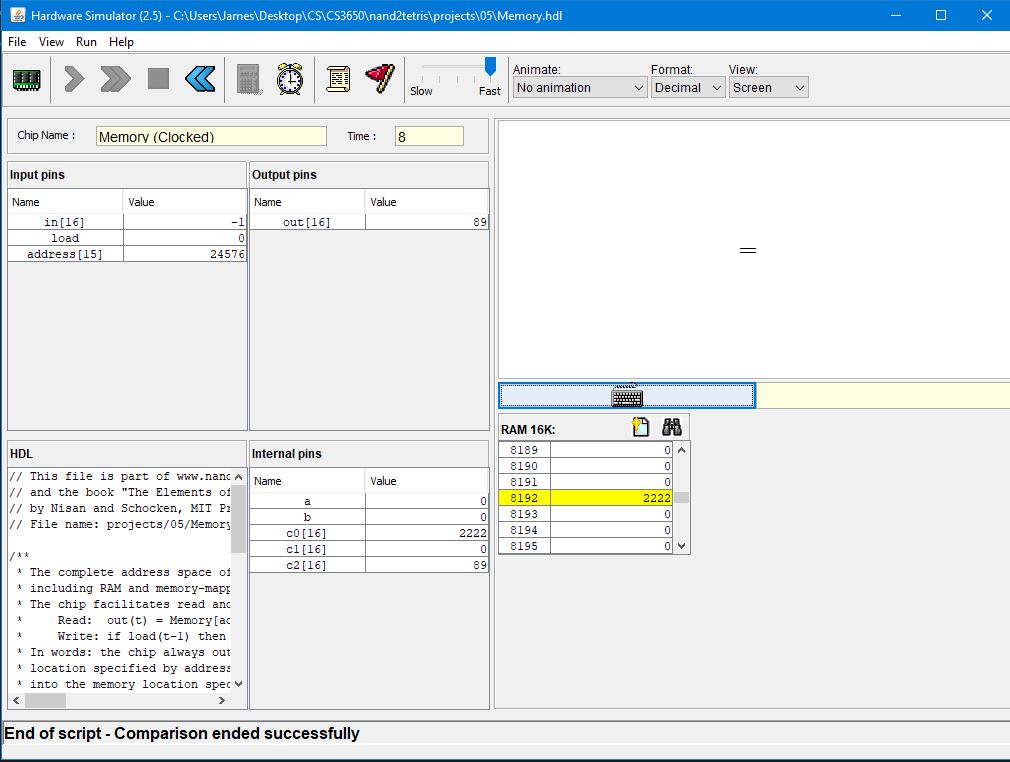 Hardware Simulator (2.5) - C:\Users\James\Desktop\CS\CS3650\nand2tetris\projects\05\Memory.hdl
File View Run Help
Slow Fast
Animate: Format: View:
No animation Decimal Screen
Chip Name : Memory (Clocked) Time : 8
Input pins
Name Value
in[16] -1
load 0
address[15] 24576
Output pins
Name Value
out[16] 89
HDL
// This file is part of www.nand
// and the book "The Elements of
// by Nisan and Schocken, MIT Pr
// File name: projects/05/Memory
/**
* The complete address space of
* including RAM and memory-mapp
* The chip facilitates read and
* Read: out(t) = Memory[ad
* Write: if load(t-1) then
* In words: the chip always out
* location specified by address
* into the memory location spec
Internal pins
Name Value
a 0
b 0
c0[16] 2222
c1[16] 0
c2[16] 89
RAM 16K:
8189 0
8190 0
8191 0
8192 2222
8193 0
8194 0
8195 0
End of script - Comparison ended successfully